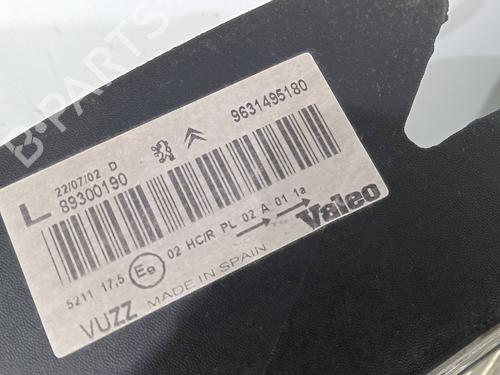 B-PARTS
L 22/07/02 D
89300190
9631495180
5211 17.5 E9 02 HC/R PL 02 A 01 1a
VUZZ MADE IN SPAIN
Valeo